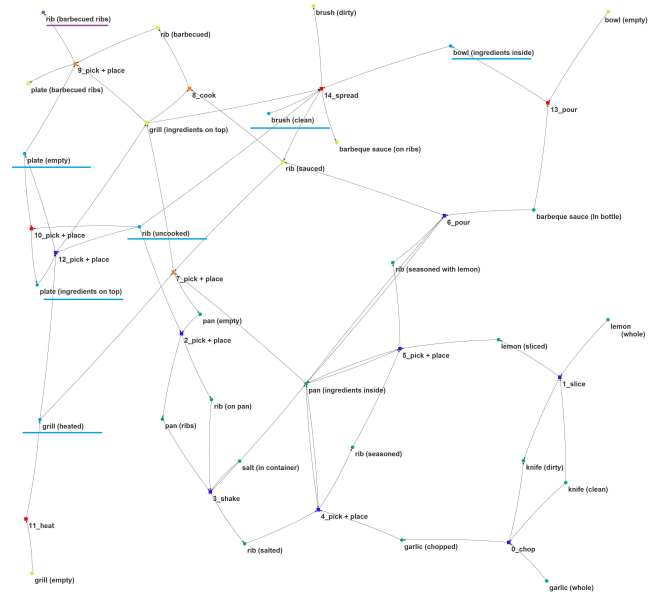 rib (barbecued ribs)
brush (dirty)
bowl (empty)
rib (barbecued)
bowl (ingredients inside)
9_pick + place
plate (barbecued ribs)
8_cook
14_spread
13_pour
brush (clean)
grill (ingredients on top)
barbeque sauce (on ribs)
plate (empty)
rib (sauced)
barbeque sauce (In bottle)
6_pour
10_pick + place
rib (uncooked)
12_pick + place
rib (seasoned with lemon)
7_pick + place
plate (ingredients on top)
pan (empty)
lemon
(whole)
2_pick + place
lemon (sliced)
5_pick + place
1_slice
pan (ingredients inside)
rib (on pan)
grill (heated)
pan (ribs)
rib (seasoned)
salt (in container)
knife (dirty)
knife (clean)
3_shake
4_pick + place
11_heat
rib (salted)
garlic (chopped)
0_chop
grill (empty)
garlic (whole)